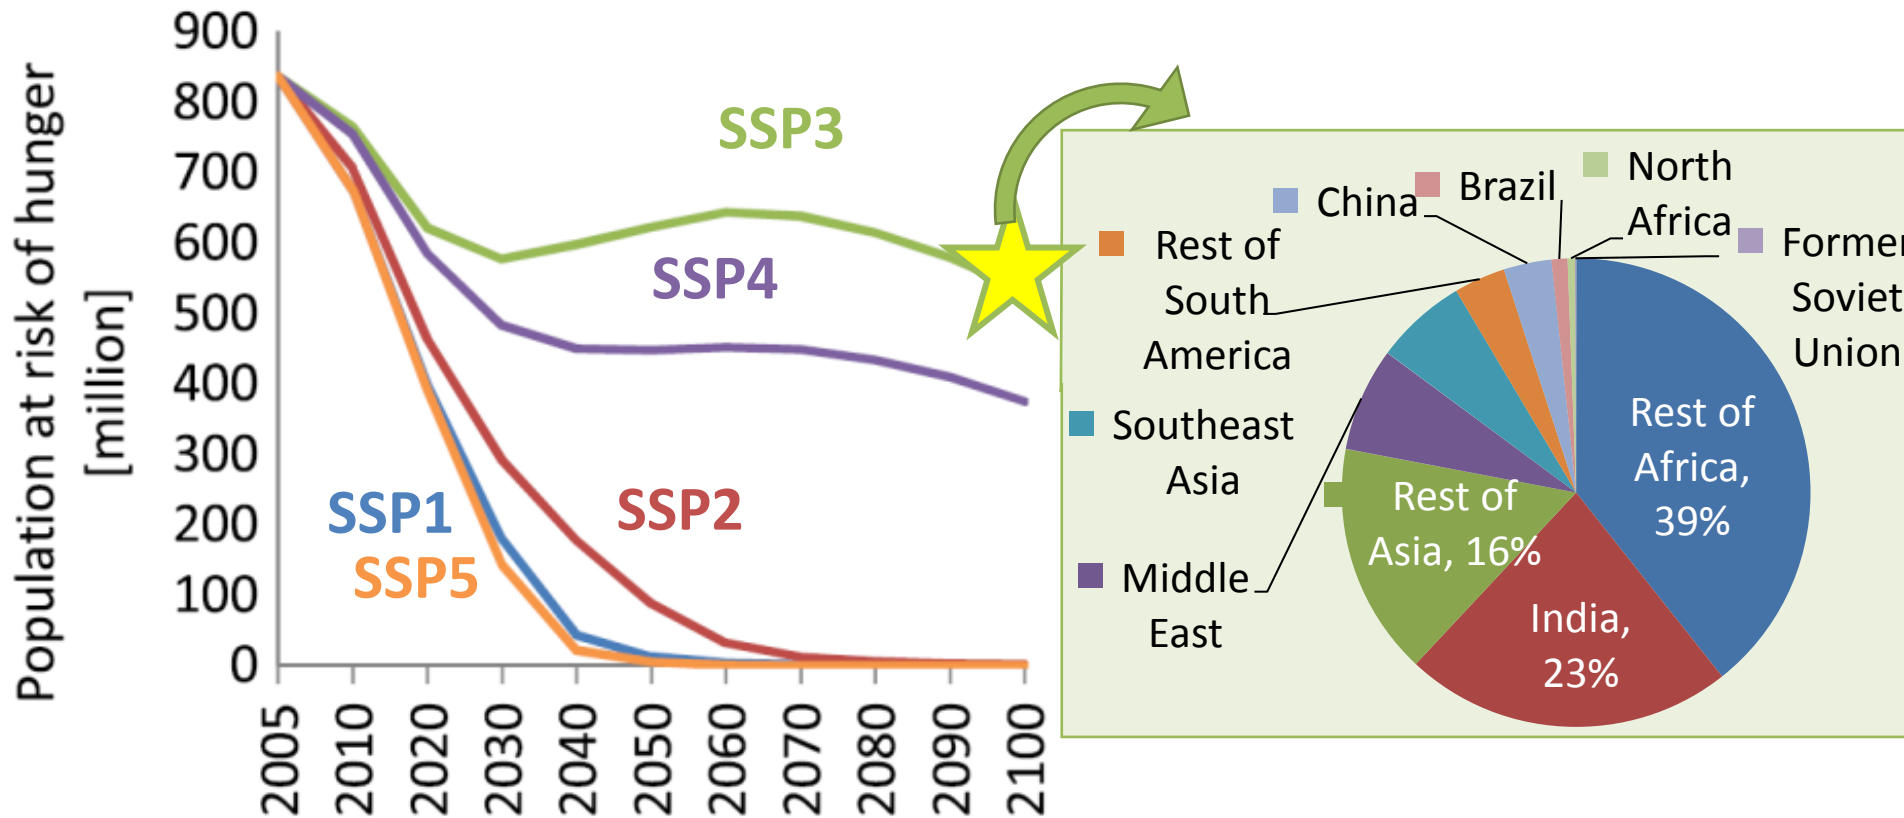 Population at risk of hunger
[million]
900
800
700
600
500
400
300
200
100
0
2005
2010
2020
2030
2040
2050
2060
2070
2080
2090
2100
SSP3
SSP4
SSP1
SSP2
SSP5
North
Africa
Brazil
China
Former
Soviet
Union
Rest of
South
America
Southeast
Asia
Middle
East
Rest of
Africa,
39%
Rest of
Asia, 16%
India,
23%